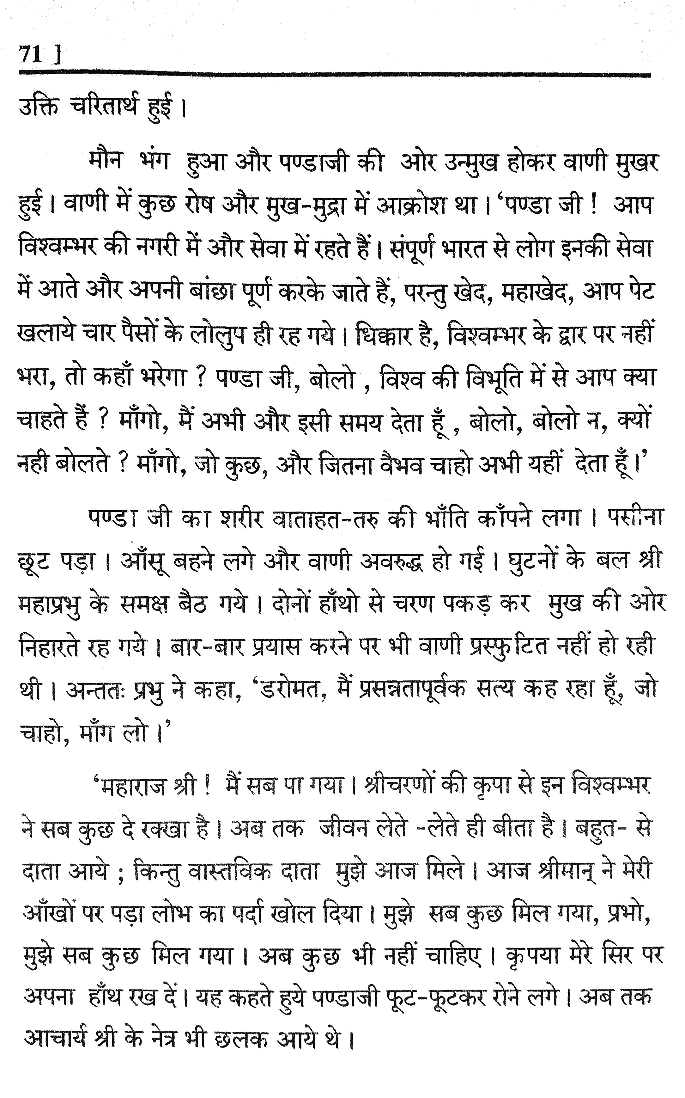 71 ]
उक्ति चरितार्थ हुई ।
मौन भंग हुआ और पण्डाजी की ओर उन्मुख होकर वाणी मुखर
हुई । वाणी में कुछ रोष और मुख-मुद्रा में आक्रोश था । ‘पण्डा जी ! आप
विश्वम्भर की नगरी में और सेवा में रहते हैं । संपूर्ण भारत से लोग इनकी सेवा
में आते और अपनी बांछा पूर्ण करके जाते हैं, परन्तु खेद, महाखेद, आप पेट
खलाये चार पैसों के लोलुप ही रह गये । धिक्कार है, विश्वम्भर के द्वार पर नहीं
भरा, तो कहाँ भरेगा ? पण्डा जी, बोलो , विश्व की विभूति में से आप क्या
चाहते हैं ? माँगो, मैं अभी और इसी समय देता हूँ , बोलो, बोलो न, क्यों
नही बोलते ? माँगो, जो कुछ, और जितना वैभव चाहो अभी यहीं देता हूँ ।’
पण्डा जी का शरीर वाताहत-तरु की भाँति काँपने लगा । पसीना
छूट पड़ा । आँसू बहने लगे और वाणी अवरुद्ध हो गई । घुटनों के बल श्री
महाप्रभु के समक्ष बैठ गये । दोनों हाँथो से चरण पकड़ कर मुख की ओर
निहारते रह गये । बार-बार प्रयास करने पर भी वाणी प्रस्फुटित नहीं हो रही
थी । अन्ततः प्रभु ने कहा, ‘डरोमत, मैं प्रसन्नतापूर्वक सत्य कह रहा हूँ, जो
चाहो, माँग लो ।’
‘महाराज श्री ! मैं सब पा गया । श्रीचरणों की कृपा से इन विश्वम्भर
ने सब कुछ दे रक्खा है । अब तक जीवन लेते -लेते ही बीता है । बहुत- से
दाता आये ; किन्तु वास्तविक दाता मुझे आज मिले । आज श्रीमान् ने मेरी
आँखों पर पड़ा लोभ का पर्दा खोल दिया । मुझे सब कुछ मिल गया, प्रभो,
मुझे सब कुछ मिल गया । अब कुछ भी नहीं चाहिए । कृपया मेरे सिर पर
अपना हाँथ रख दें । यह कहते हुये पण्डाजी फूट-फूटकर रोने लगे । अब तक
आचार्य श्री के नेत्र भी छलक आये थे ।